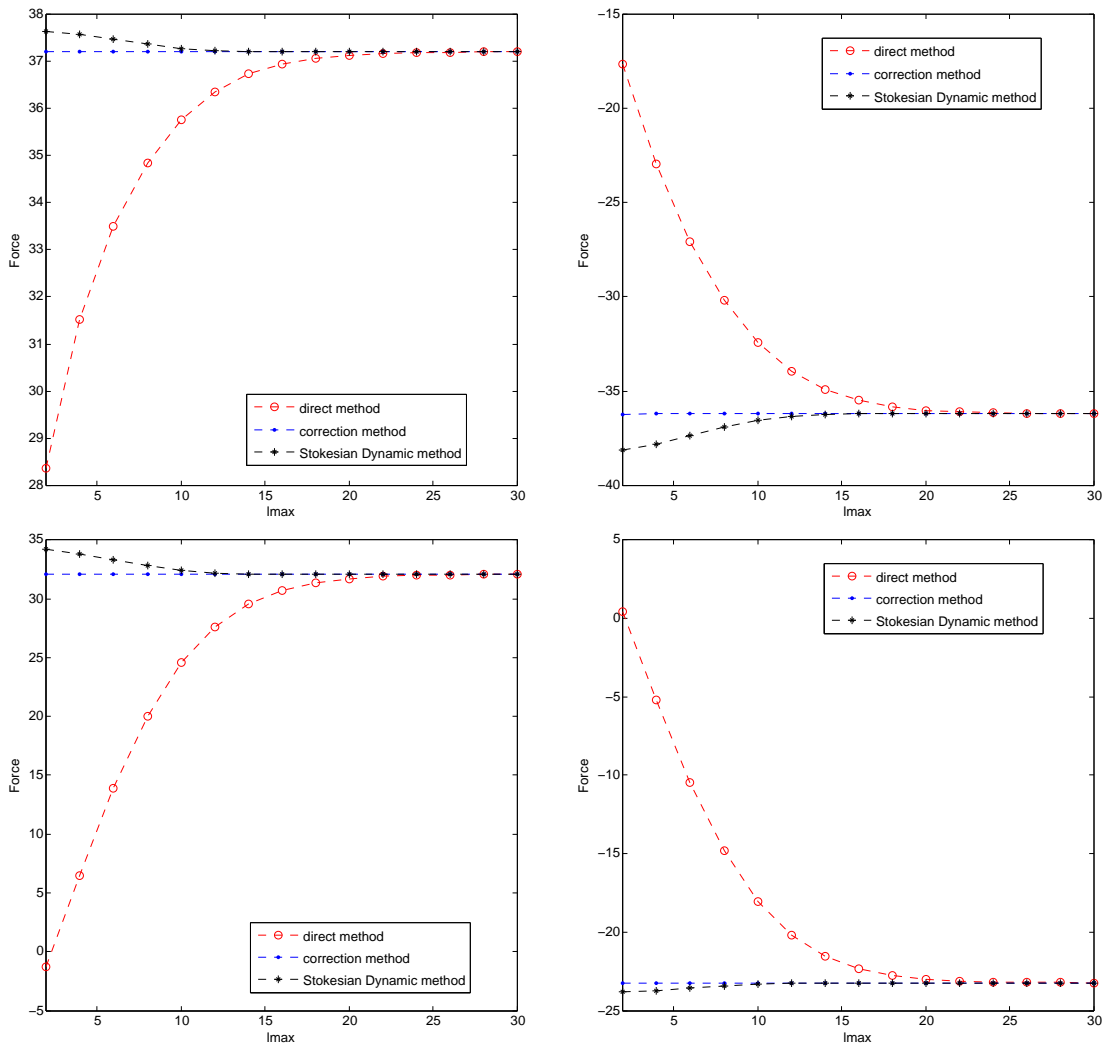 38
37
36
35
34
33
32
31
30
29
28
Force
5
10
15
20
25
30
lmax
direct method
correction method
Stokesian Dynamic method
−15
−20
−25
−30
−35
−40
Force
5
10
15
20
25
30
lmax
direct method
correction method
Stokesian Dynamic method
35
30
25
20
15
10
5
0
−5
Force
5
10
15
20
25
30
lmax
direct method
correction method
Stokesian Dynamic method
5
0
−5
−10
−15
−20
−25
Force
5
10
15
20
25
30
lmax
direct method
correction method
Stokesian Dynamic method